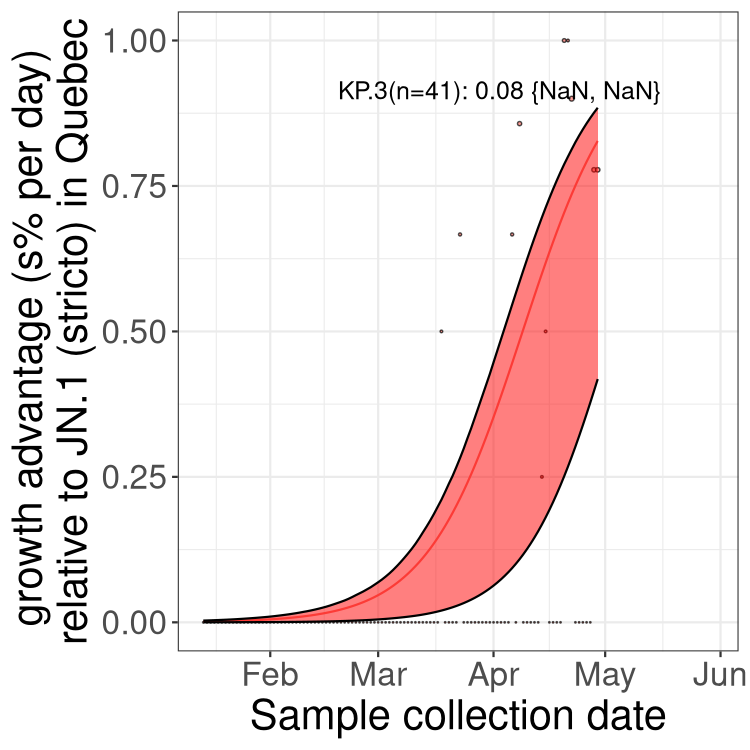 growth advantage (s% per day)
relative to JN.1 (stricto) in Quebec
1.00
0.75
0.50
0.25
0.00
KP.3(n=41): 0.08 {NaN, NaN}
Feb Mar Apr May Jun
Sample collection date